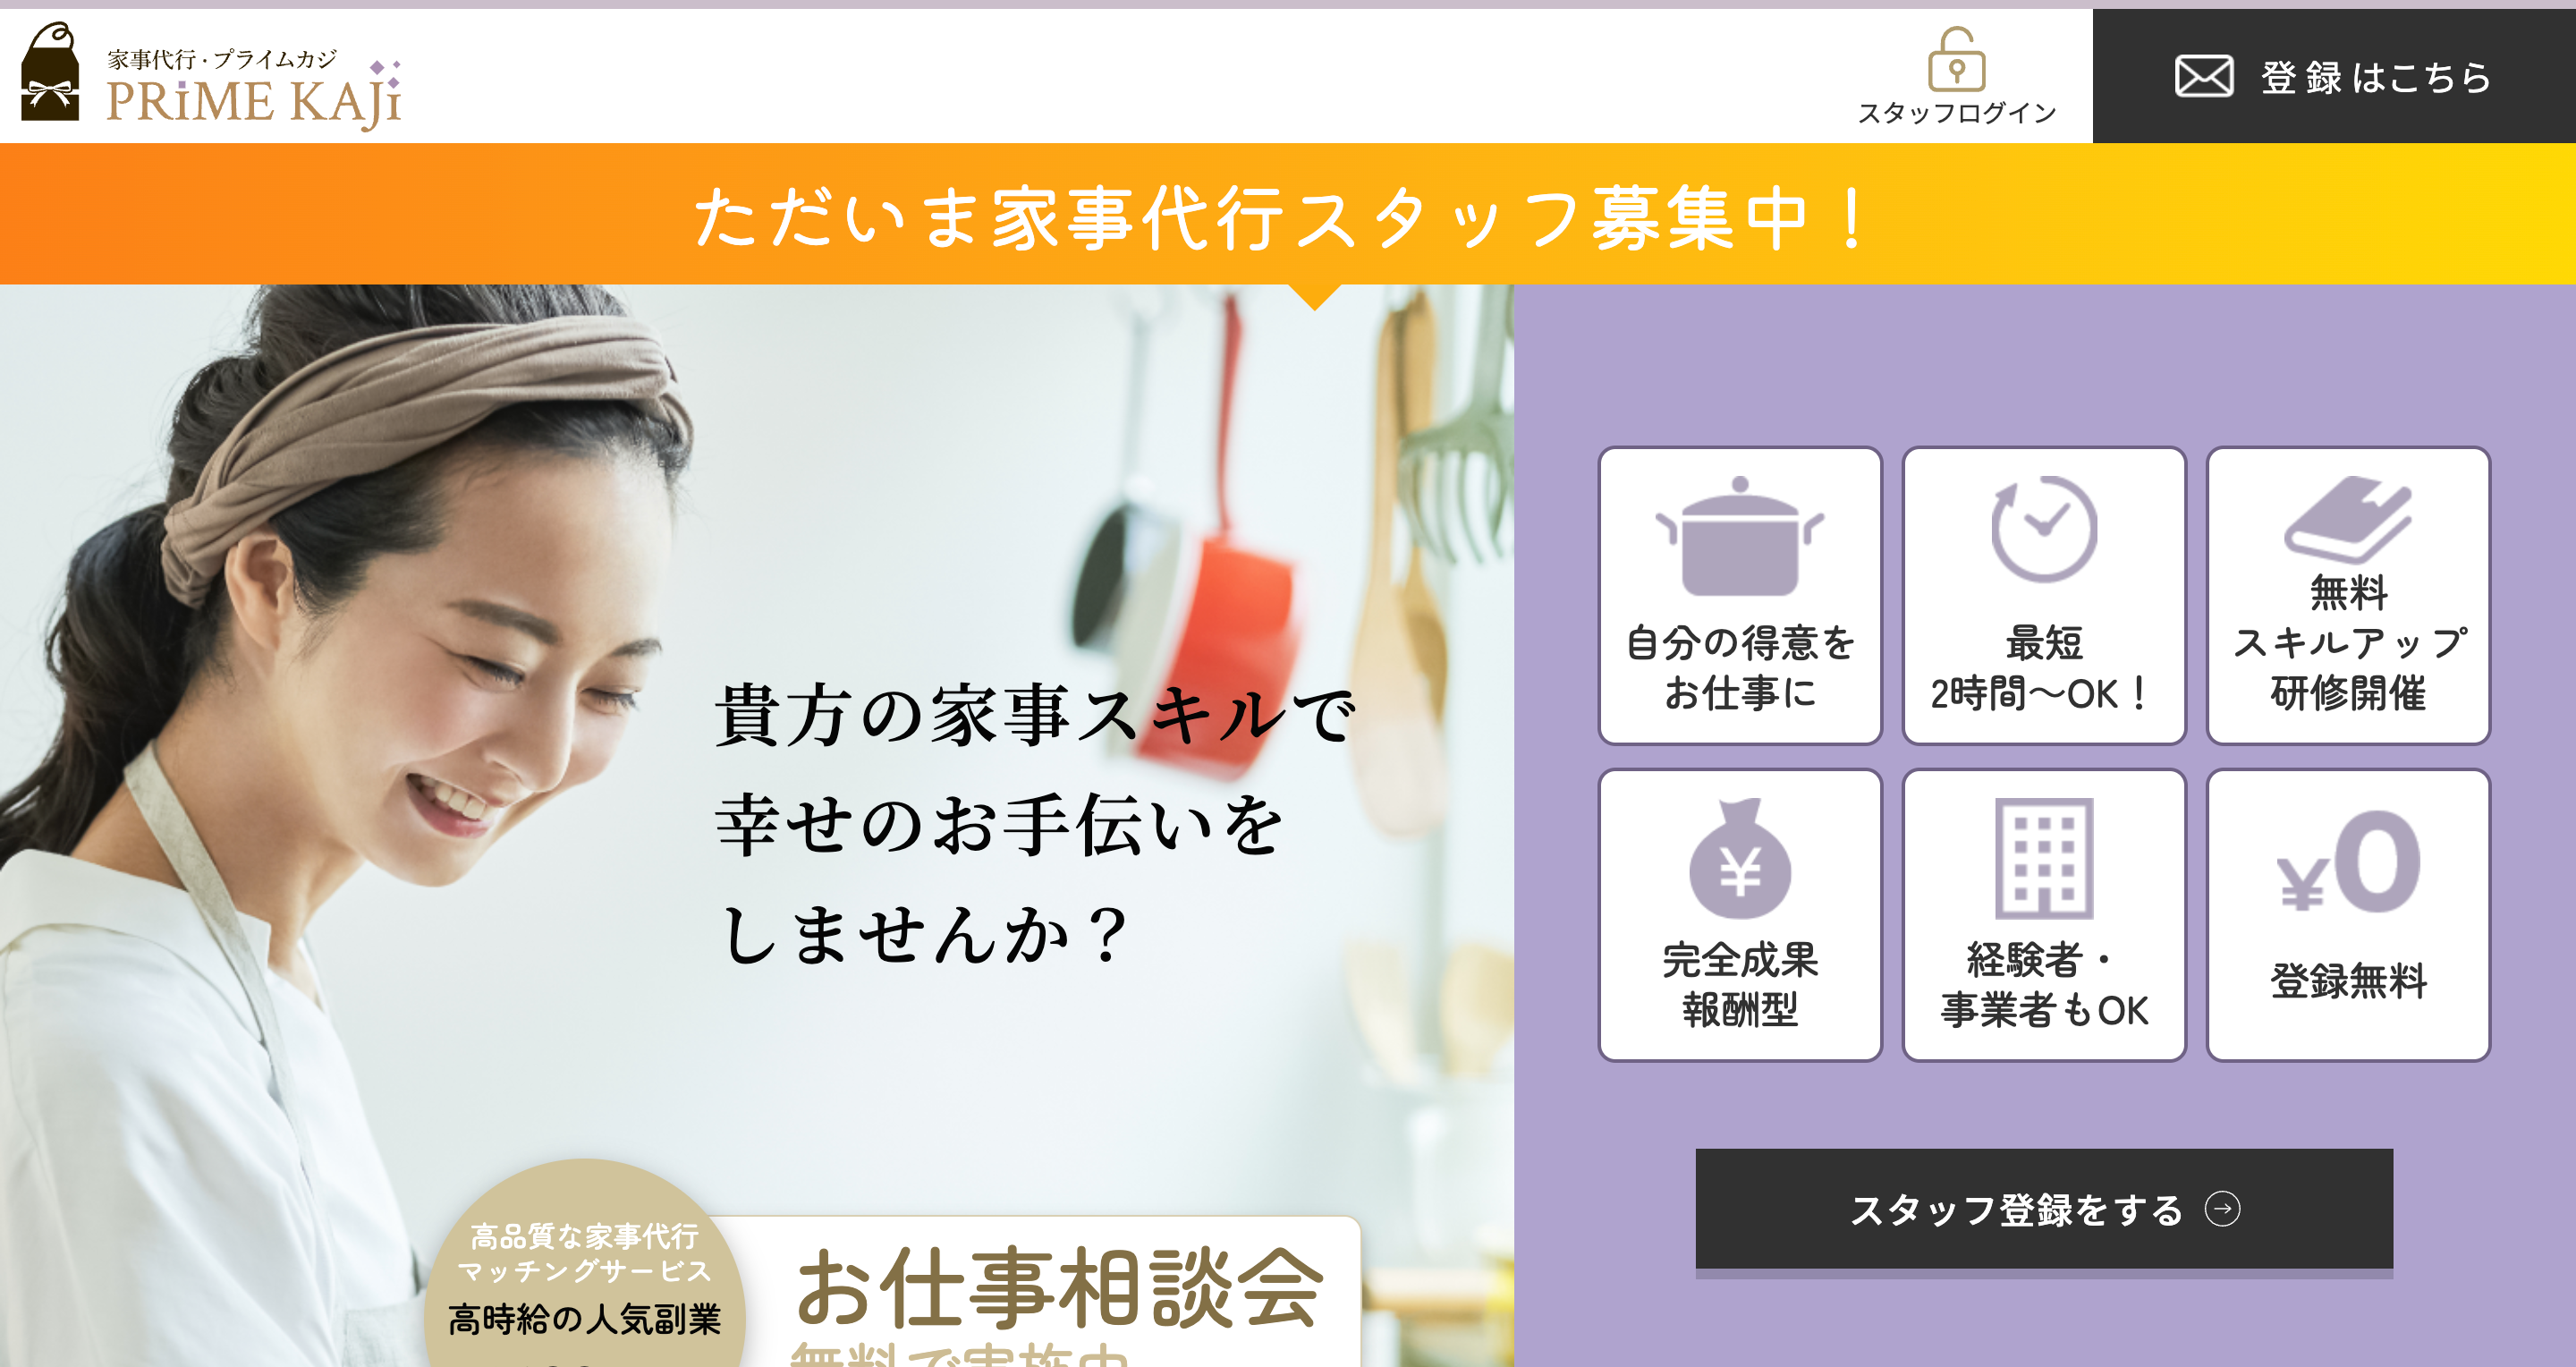 家事代行・プライムカジ
PRiME KAJi
スタッフログイン
登録はこちら
ただいま家事代行スタッフ募集中！
貴方の家事スキルで
幸せのお手伝いを
しませんか？
自分の得意を
お仕事に
最短
2時間〜OK！
無料
スキルアップ
研修開催
¥
完全成果
報酬型
経験者・
事業者もOK
¥0
登録無料
スタッフ登録をする
高品質な家事代行
マッチングサービス
高時給の人気副業
お仕事相談会
無料で実施中